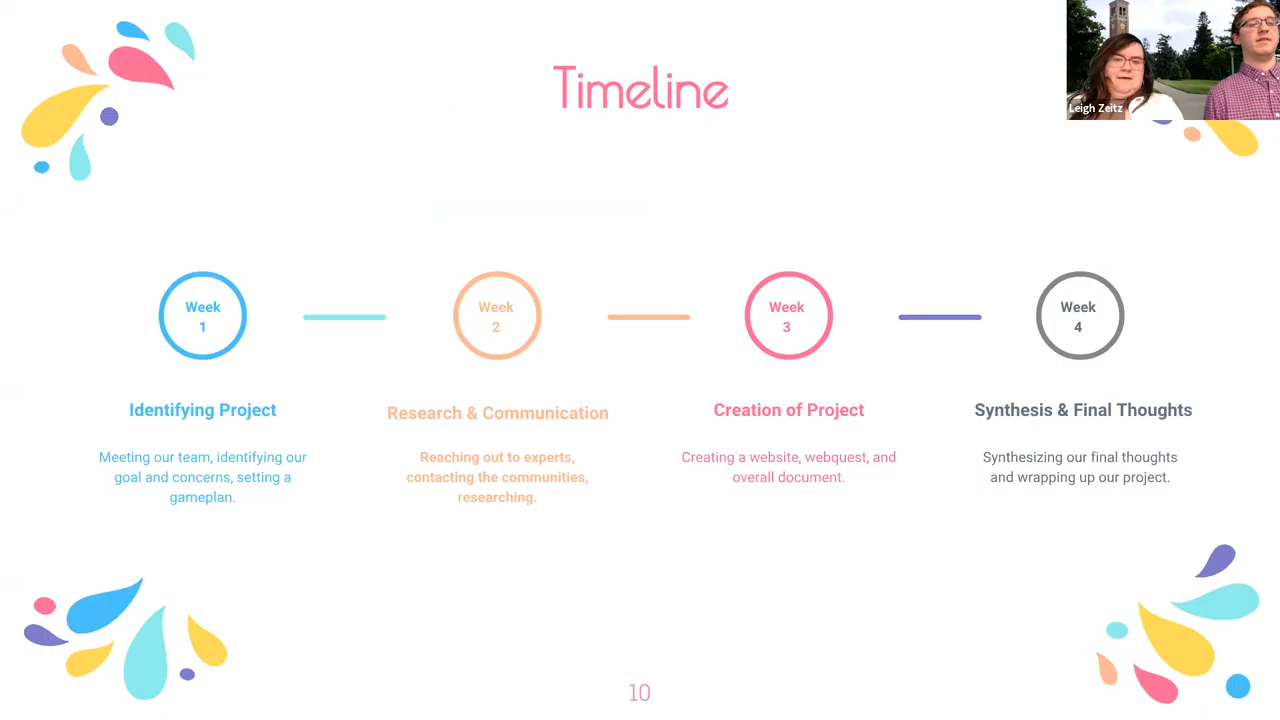 Timeline
Leigh Zeitz
Week
1
Week
2
Week
3
Week
4
Identifying Project
Research & Communication
Creation of Project
Synthesis & Final Thoughts
Meeting our team, identifying our
goal and concerns, setting a
gameplan.
Reaching out to experts,
contacting the communities,
researching.
Creating a website, webquest, and
overall document.
Synthesizing our final thoughts
and wrapping up our project.
10